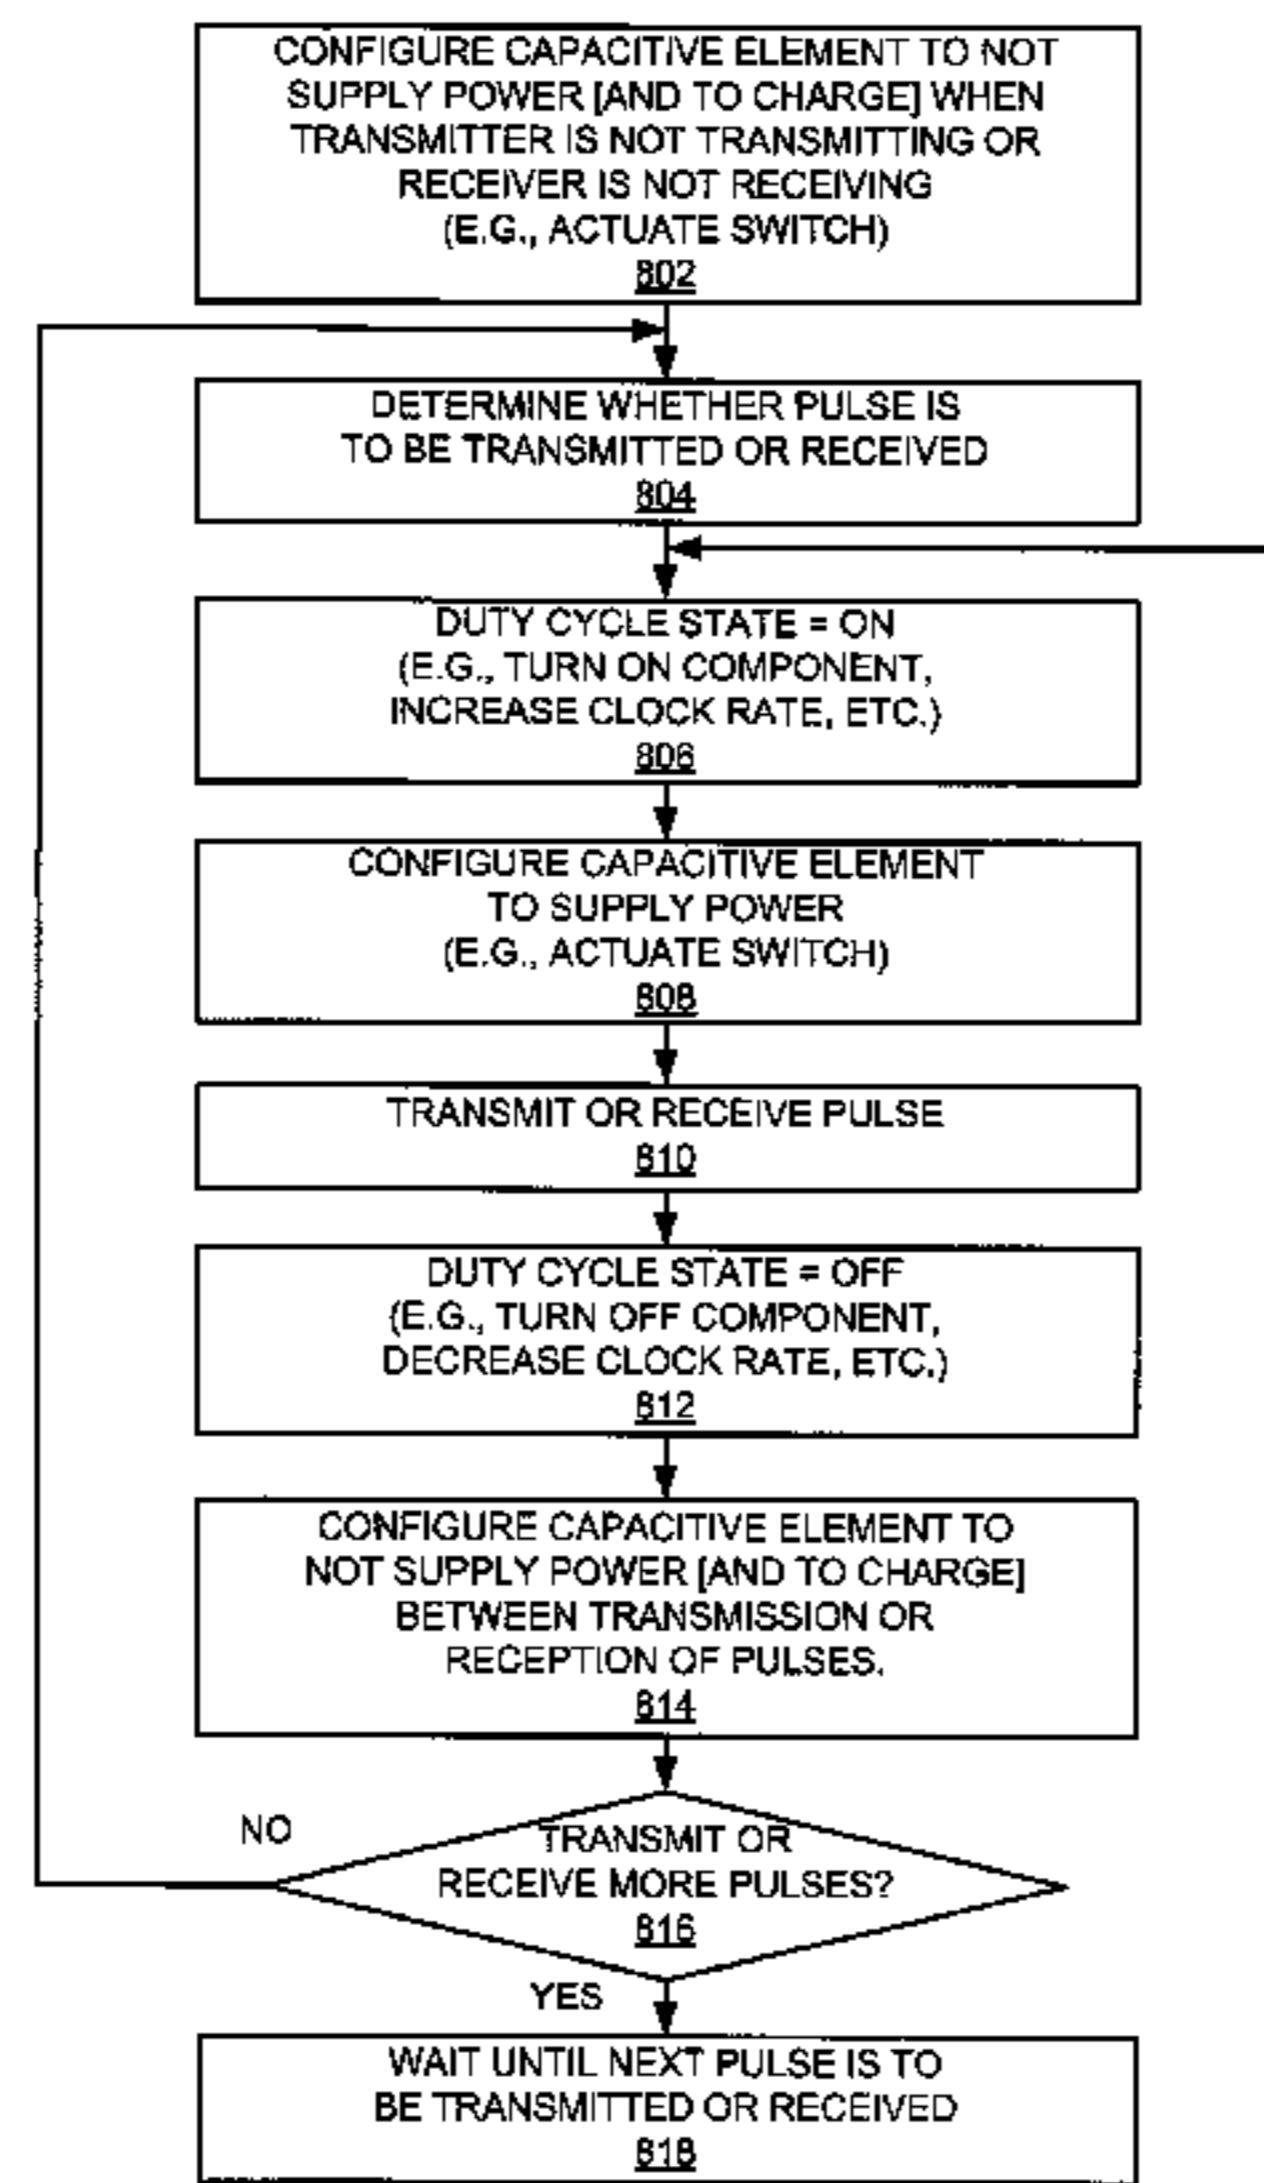 CONFIGURE CAPACITIVE ELEMENT TO NOT
SUPPLY POWER [AND TO CHARGE] WHEN
TRANSMITTER IS NOT TRANSMITTING OR
RECEIVER IS NOT RECEIVING
(E.G., ACTUATE SWITCH)
802
DETERMINE WHETHER PULSE IS
TO BE TRANSMITTED OR RECEIVED
804
DUTY CYCLE STATE = ON
(E.G., TURN ON COMPONENT,
INCREASE CLOCK RATE, ETC.)
806
CONFIGURE CAPACITIVE ELEMENT
TO SUPPLY POWER
(E.G., ACTUATE SWITCH)
808
TRANSMIT OR RECEIVE PULSE
810
DUTY CYCLE STATE = OFF
(E.G., TURN OFF COMPONENT,
DECREASE CLOCK RATE, ETC.)
812
CONFIGURE CAPACITIVE ELEMENT TO
NOT SUPPLY POWER [AND TO CHARGE]
BETWEEN TRANSMISSION OR
RECEPTION OF PULSES.
814
NO
TRANSMIT OR
RECEIVE MORE PULSES?
816
YES
WAIT UNTIL NEXT PULSE IS TO
BE TRANSMITTED OR RECEIVED
818